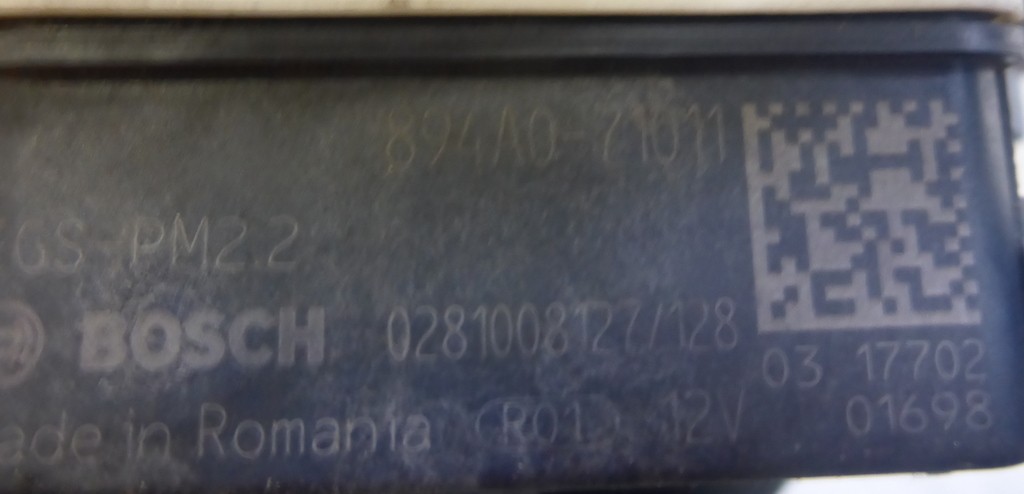 894A0-71011
GS-PM2.2
BOSCH 0281008127/128
03 17702
ade in Romania R01 12V
01698